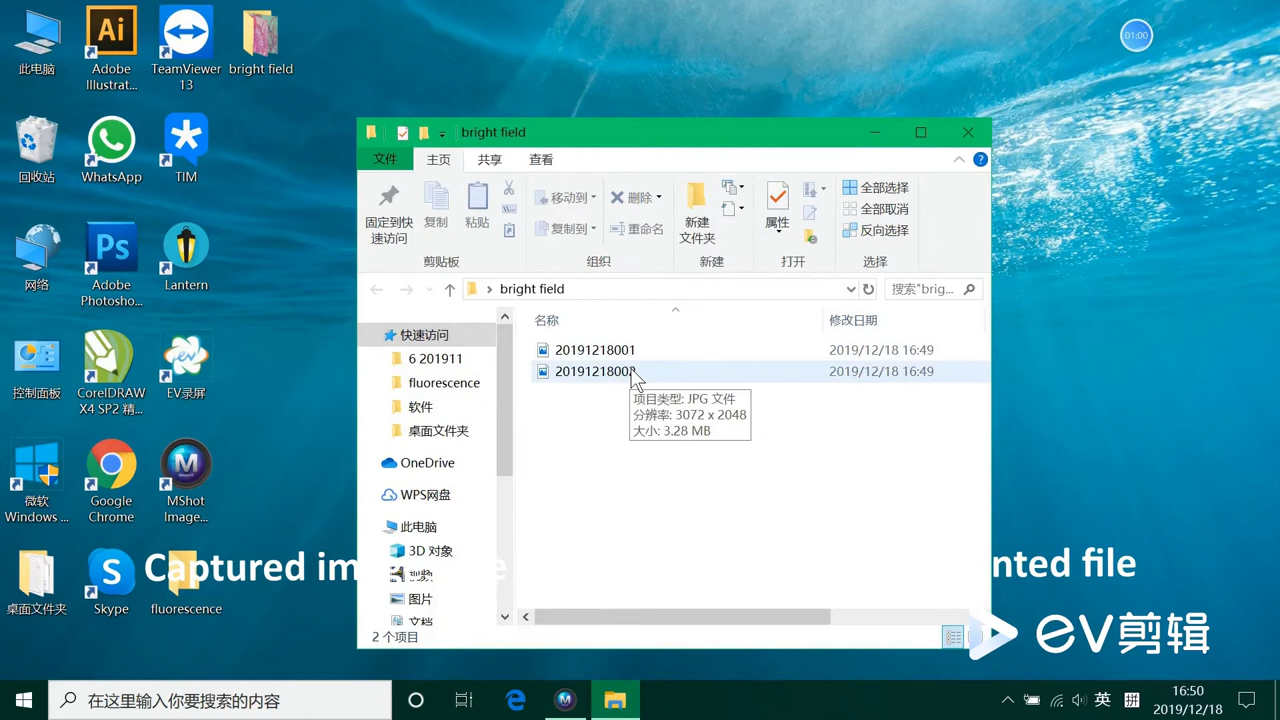 此电脑
Adobe
Illustrat...
TeamViewer
13
bright field
01:00
回收站
WhatsApp
TIM
网络
Adobe
Photosho...
Lantern
控制面板
CorelDRAW
X4 SP2 精...
EV录屏
微软
Windows ...
Google
Chrome
MShot
Image...
桌面文件夹
Skype
fluorescence
bright field
文件
主页
共享
查看
固定到快
速访问
复制
粘贴
剪贴板
移动到
复制到
删除
重命名
组织
新建
文件夹
新建
属性
打开
全部选择
全部取消
反向选择
选择
bright field
搜索"brig...
快速访问
6 201911
fluorescence
软件
桌面文件夹
OneDrive
WPS网盘
此电脑
3D 对象
视频
图片
文档
名称
修改日期
20191218001
2019/12/18 16:49
2019121800
2019/12/18 16:49
项目类型: JPG 文件
分辨率: 3072 x 2048
大小: 3.28 MB
2 个项目
Captured im
nted file
EV剪辑
在这里输入你要搜索的内容
英
拼
16:50
2019/12/18